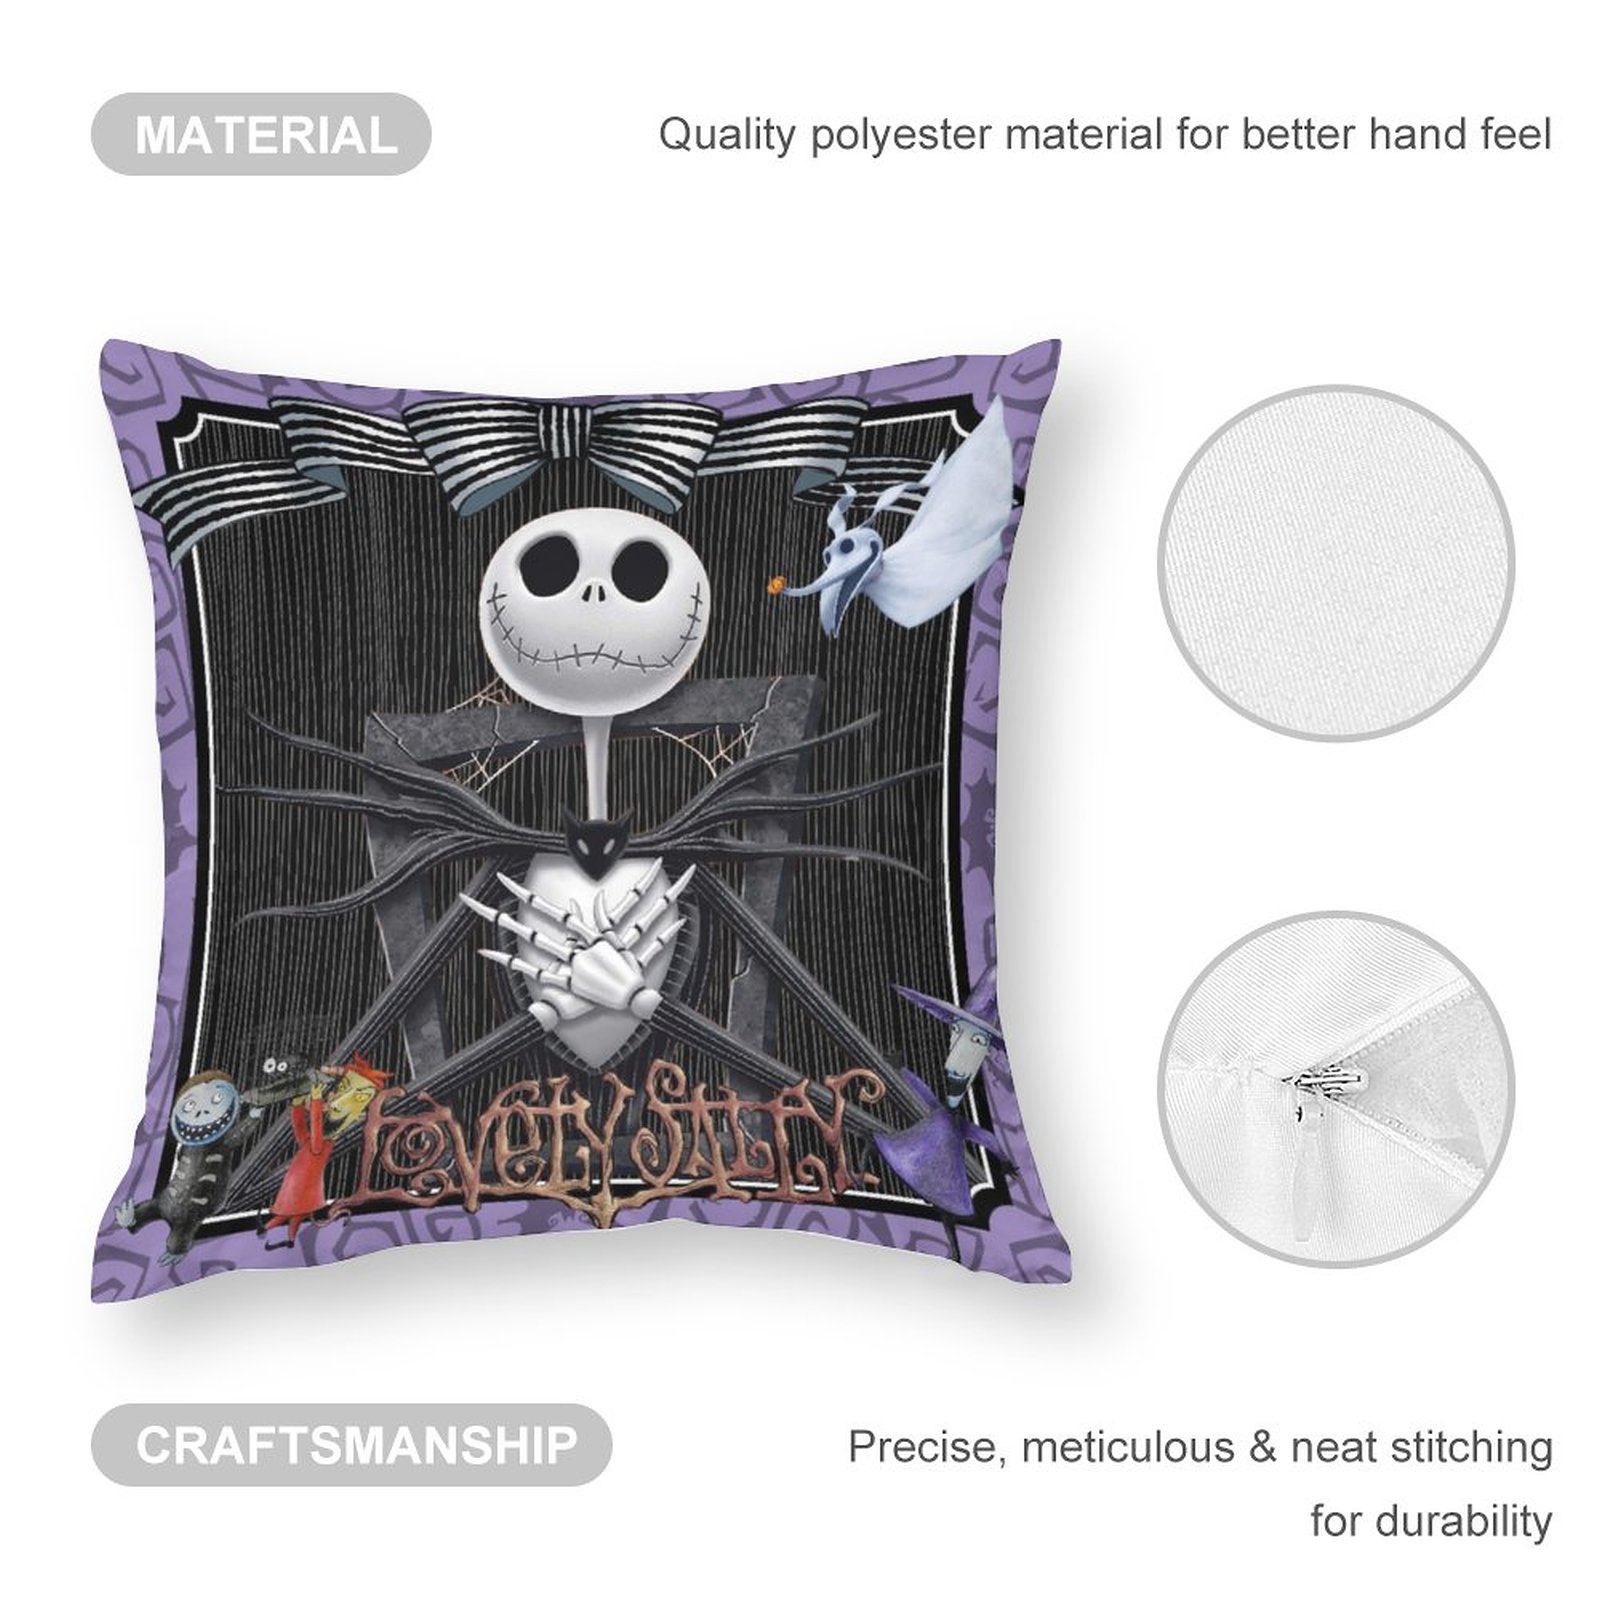 MATERIAL
Quality polyester material for better hand feel
LOVELY SALLY
CRAFTSMANSHIP
Precise, meticulous & neat stitching
for durability